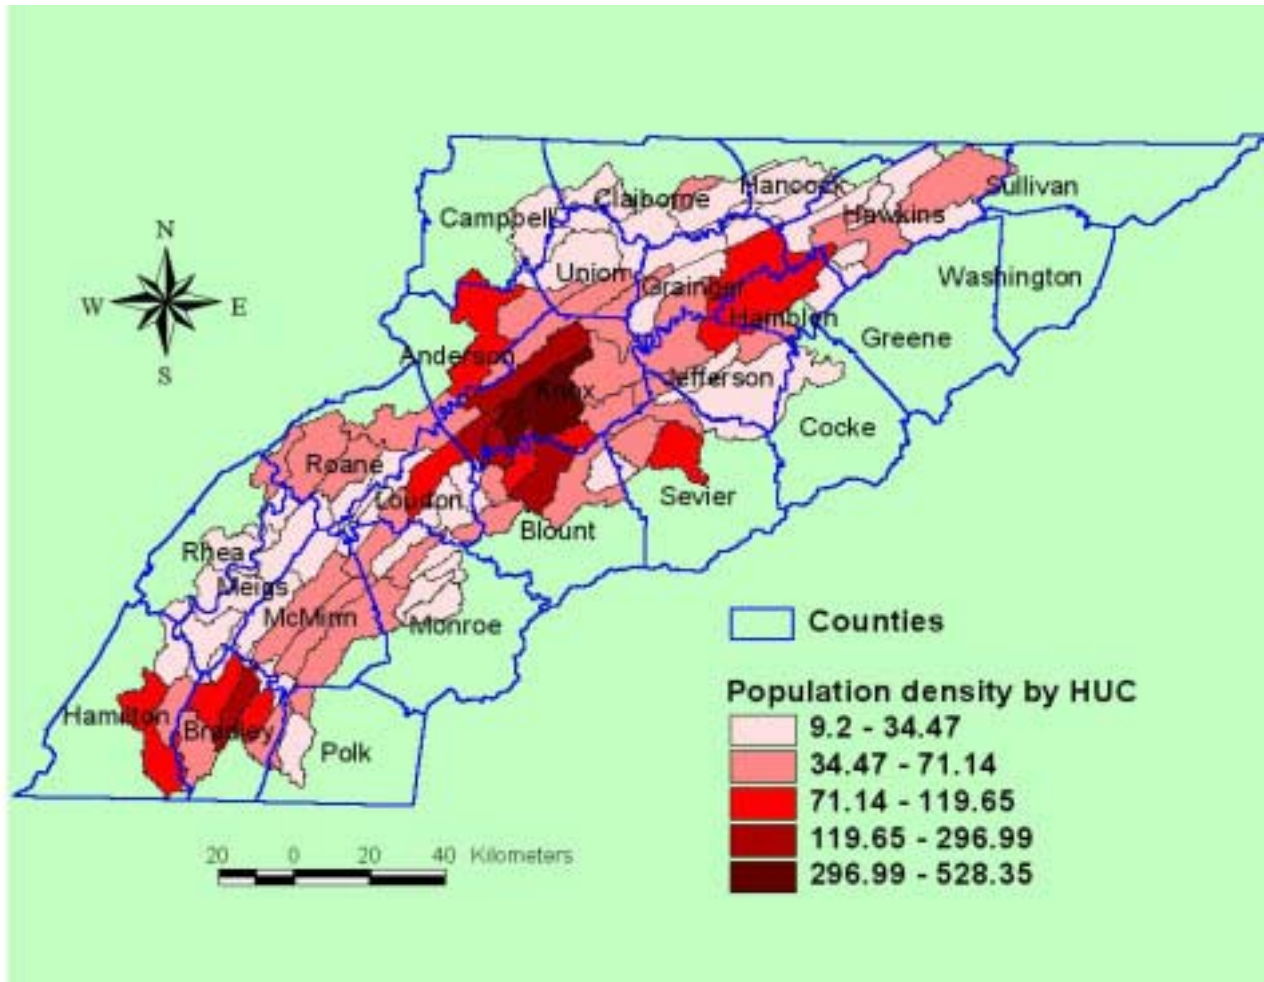 Hancock
Claiborne
Sullivan
Campbell
Hawkins
N
Union
Washington
Grainger
W
E
Hamblen
Greene
S
Anderson
Jefferson
Knox
Cocke
Roane
Loudon
Sevier
Blount
Rhea
Meigs
McMinn
Monroe
Counties
Population density by HUC
Hamilton
9.2 - 34.47
Bradley
Polk
34.47 - 71.14
71.14 - 119.65
119.65 - 296.99
20 0 20 40 Kilometers
296.99 - 528.35